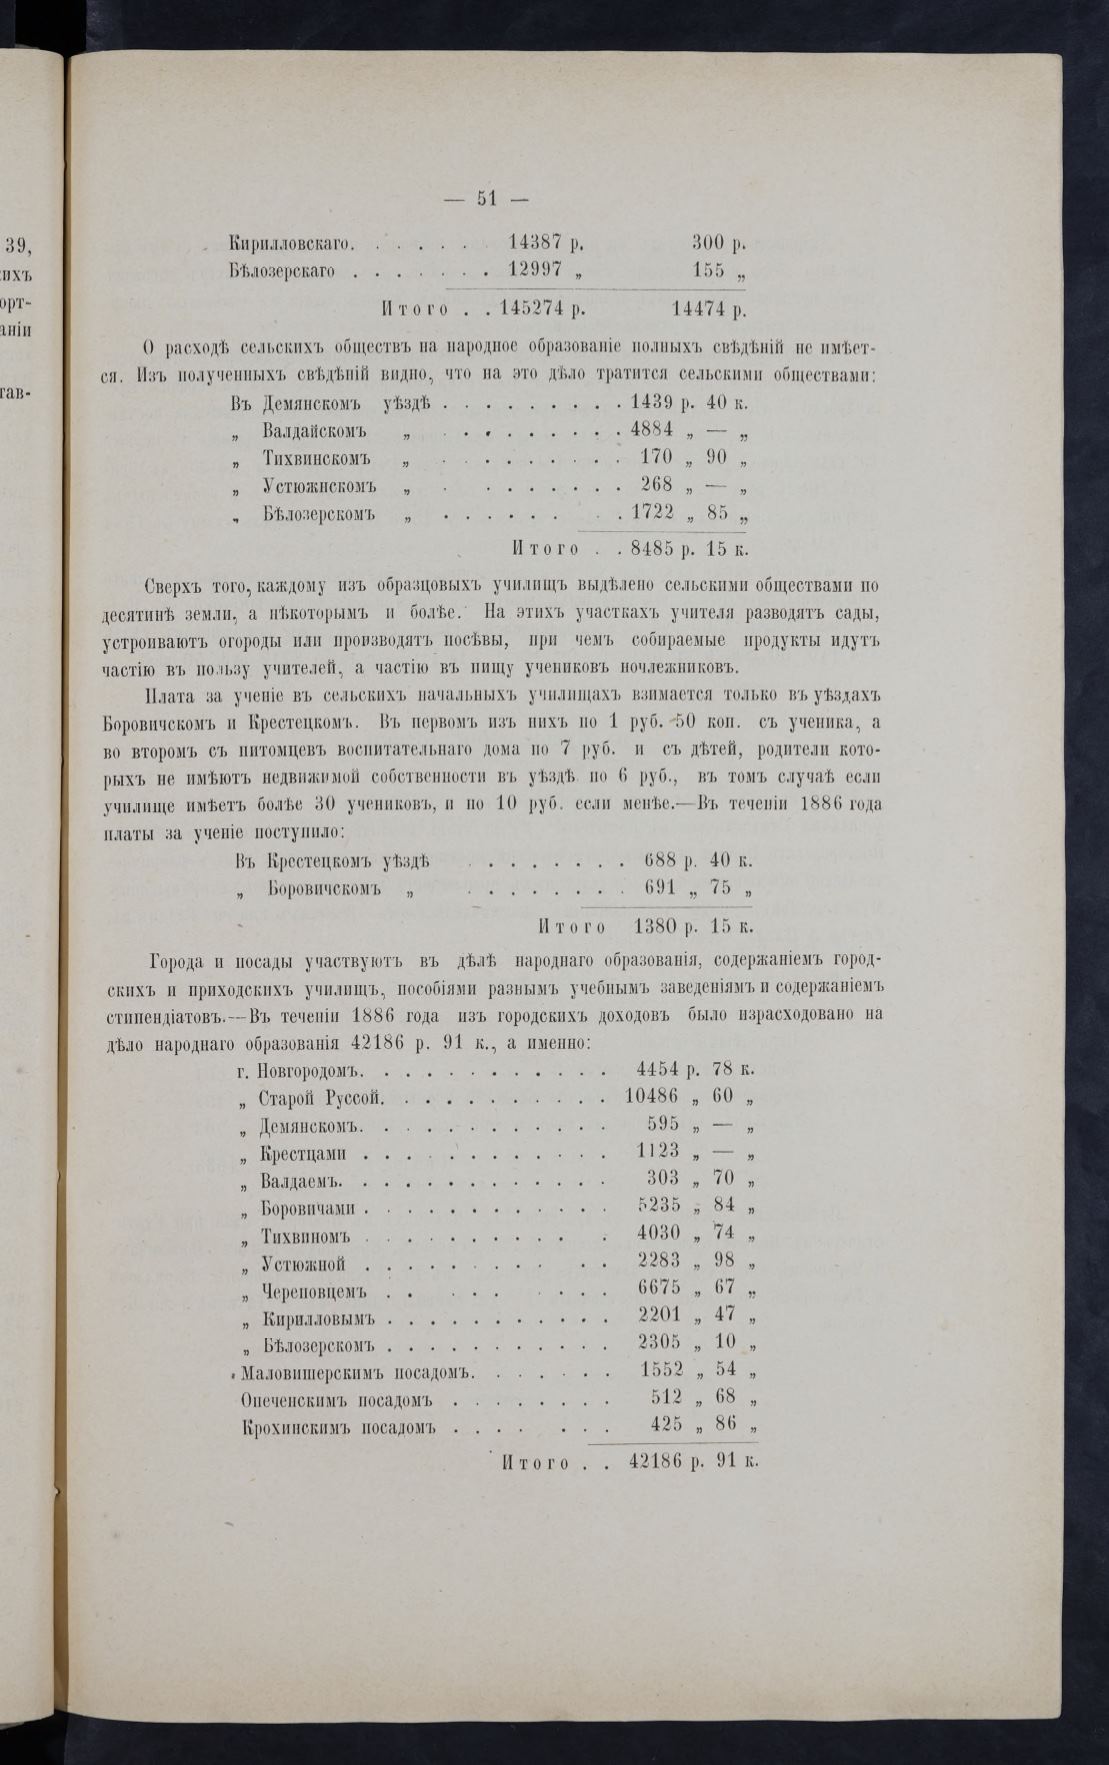 39,
ихъ
орт-
аніи
тав-
— 51 —
Кирилловскаго. . . . . . . 14387 р. 300 р.
Бѣлозерскаго . . . . . . . 12997 „ 155 „
Итого . . 145274 р. 14474 р.
О расходѣ сельскихъ обществъ на народное образованіе полныхъ свѣдѣній не имѣет-
ся. Изъ полученныхъ свѣдѣній видно, что на это дѣло тратится сельскими обществами:
Въ Демянскомъ уѣздѣ . . . . . . . . . 1439 р. 40 к.
„ Валдайскомъ „ . . . . . . . . . 4884 „ — „
„ Тихвинскомъ „ . . . . . . . . . 170 „ 90 „
„ Устюжнскомъ „ . . . . . . . . 268 „ — „
„ Бѣлозерскомъ „ . . . . . . . . 1722 „ 85 „
Итого . . 8485 р. 15 к.
Сверхъ того, каждому изъ образцовыхъ училищъ выдѣлено сельскими обществами по
десятинѣ земли, а нѣкоторымъ и болѣе. На этихъ участкахъ учителя разводятъ сады,
устроиваютъ огороды или производятъ посѣвы, при чемъ собираемые продукты идутъ
частію въ пользу учителей, а частію въ пищу учениковъ ночлежниковъ.
Плата за ученіе въ сельскихъ начальныхъ училищахъ взимается только въ уѣздахъ
Боровичскомъ и Крестецкомъ. Въ первомъ изъ нихъ по 1 руб. 50 коп. съ ученика, а
во второмъ съ питомцевъ воспитательнаго дома по 7 руб. и съ дѣтей, родители кото-
рыхъ не имѣютъ недвижимой собственности въ уѣздѣ по 6 руб., въ томъ случаѣ если
училище имѣетъ болѣе 30 учениковъ, и по 10 руб. если менѣе.—Въ теченіи 1886 года
платы за ученіе поступило:
Въ Крестецкомъ уѣздѣ . . . . . . . . 688 р. 40 к.
„ Боровичскомъ „ . . . . . . . . 691 „ 75 „
Итого 1380 р. 15 к.
Города и посады участвуютъ въ дѣлѣ народнаго образованія, содержаніемъ город-
скихъ и приходскихъ училищъ, пособіями разнымъ учебнымъ заведеніямъ и содержаніемъ
стипендіатовъ.—Въ теченіи 1886 года изъ городскихъ доходовъ было израсходовано на
дѣло народнаго образованія 42186 р. 91 к., а именно:
г. Новгородомъ. . . . . . . . . . . . 4454 р. 78 к.
„ Старой Руссой. . . . . . . . . . . 10486 „ 60 „
„ Демянскомъ. . . . . . . . . . . . 595 „ — „
„ Крестцами . . . . . . . . . . . . 1123 „ — „
„ Валдаемъ. . . . . . . . . . . . . 303 „ 70 „
„ Боровичами . . . . . . . . . . . . 5235 „ 84 „
„ Тихвиномъ . . . . . . . . . . . 4030 „ 74 „
„ Устюжной . . . . . . . . . . . 2283 „ 98 „
„ Череповцемъ . . . . . . . . . 6675 „ 67 „
„ Кирилловымъ . . . . . . . . . . . 2201 „ 47 „
„ Бѣлозерскомъ . . . . . . . . . . . 2305 „ 10 „
Маловишерскимъ посадомъ. . . . . . . 1552 „ 54 „
Опеченскимъ посадомъ . . . . . . . . 512 „ 68 „
Крохинскимъ посадомъ . . . . . . . 425 „ 86 „
Итого . . 42186 р. 91 к.